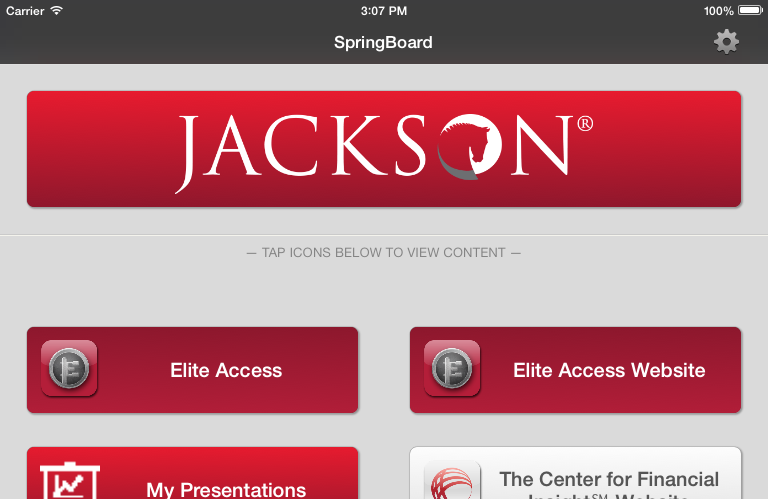 Carrier 3:07 PM 100%
SpringBoard
JACKSON®
— TAP ICONS BELOW TO VIEW CONTENT —
Elite Access Elite Access Website
My Presentations The Center for Financial
Insight℠ Website